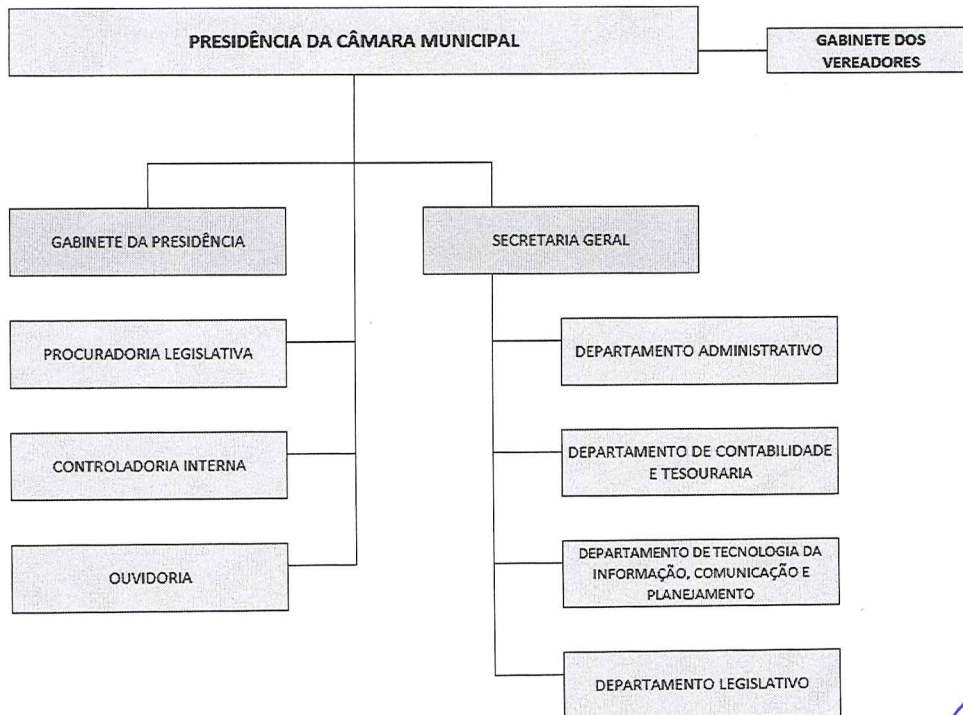 PRESIDÊNCIA DA CÂMARA MUNICIPAL
GABINETE DOS
VEREADORES
GABINETE DA PRESIDÊNCIA
SECRETARIA GERAL
PROCURADORIA LEGISLATIVA
DEPARTAMENTO ADMINISTRATIVO
CONTROLADORIA INTERNA
DEPARTAMENTO DE CONTABILIDADE
E TESOURARIA
OUVIDORIA
DEPARTAMENTO DE TECNOLOGIA DA
INFORMAÇÃO, COMUNICAÇÃO E
PLANEJAMENTO
DEPARTAMENTO LEGISLATIVO